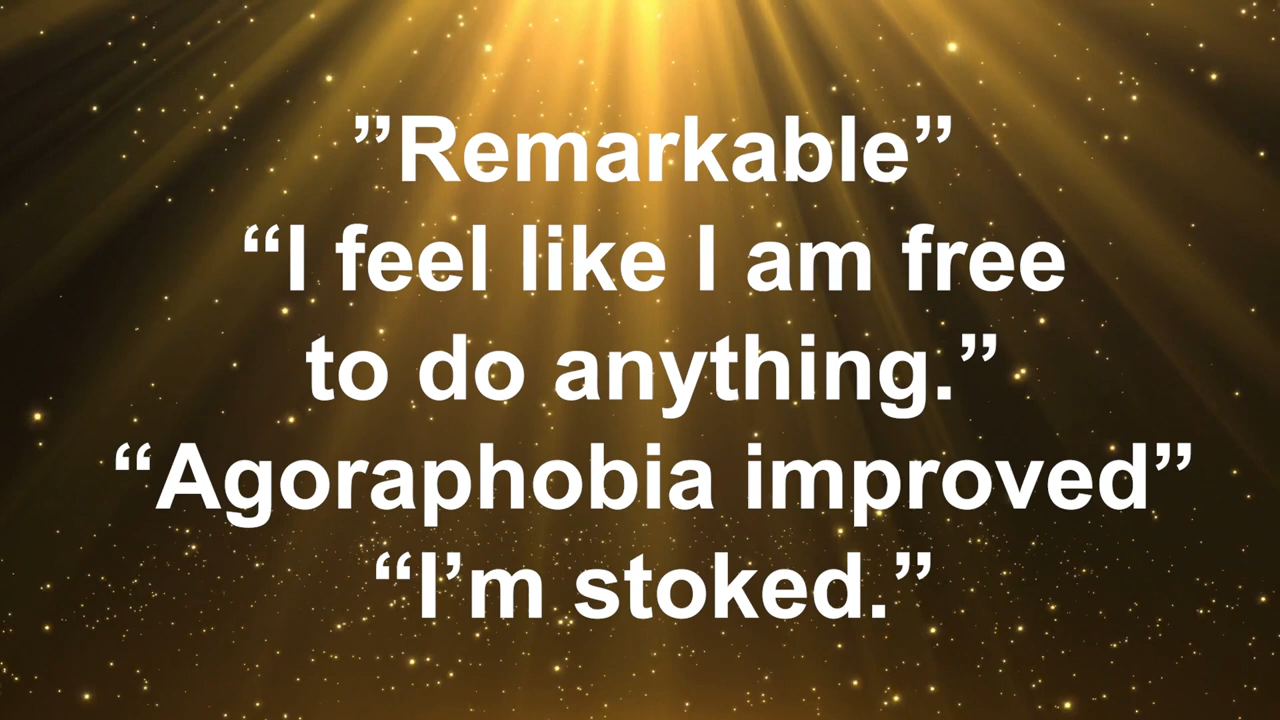 ”Remarkable”
“I feel like I am free
to do anything.”
“Agoraphobia improved”
“I’m stoked.”